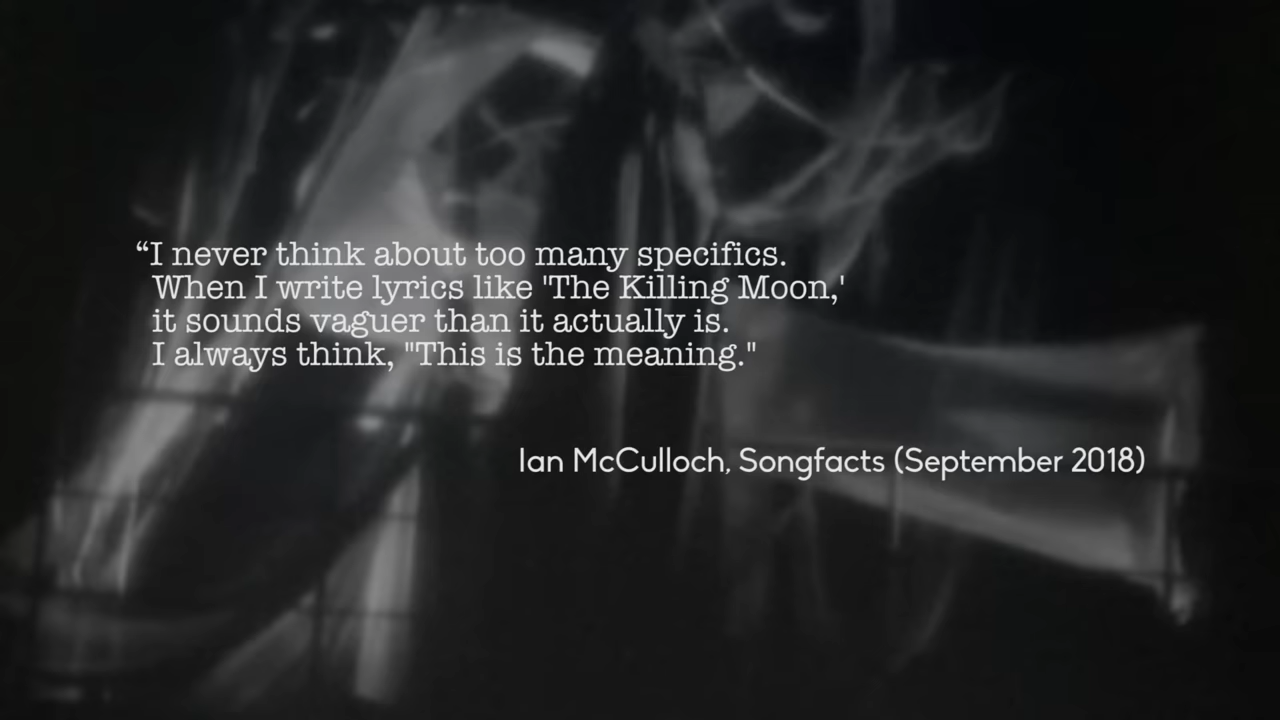 “I never think about too many specifics.
When I write lyrics like 'The Killing Moon,'
it sounds vaguer than it actually is.
I always think, "This is the meaning."
Ian McCulloch, Songfacts (September 2018)